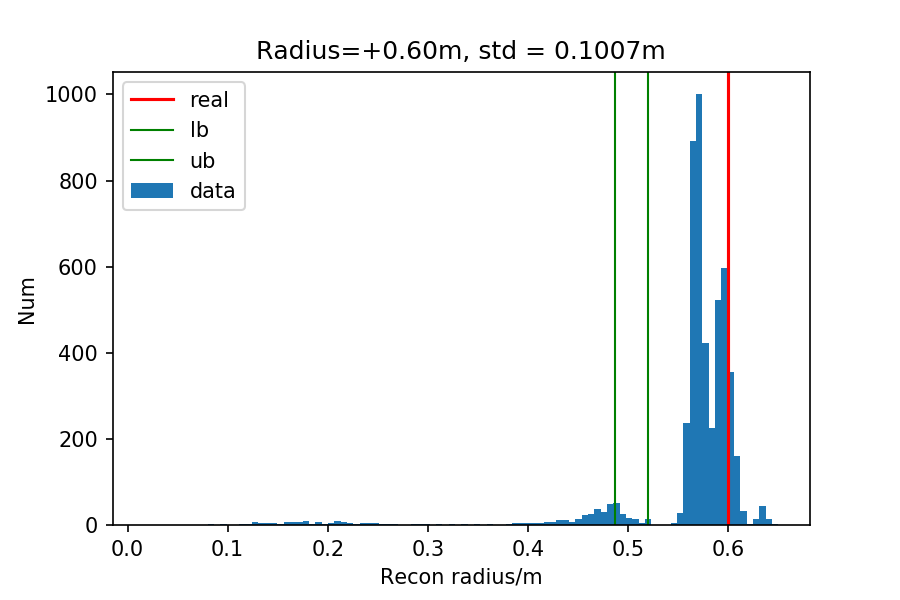 Radius=+0.60m, std = 0.1007m
real
lb
ub
data
1000
800
600
400
200
0
Num
0.0 0.1 0.2 0.3 0.4 0.5 0.6
Recon radius/m